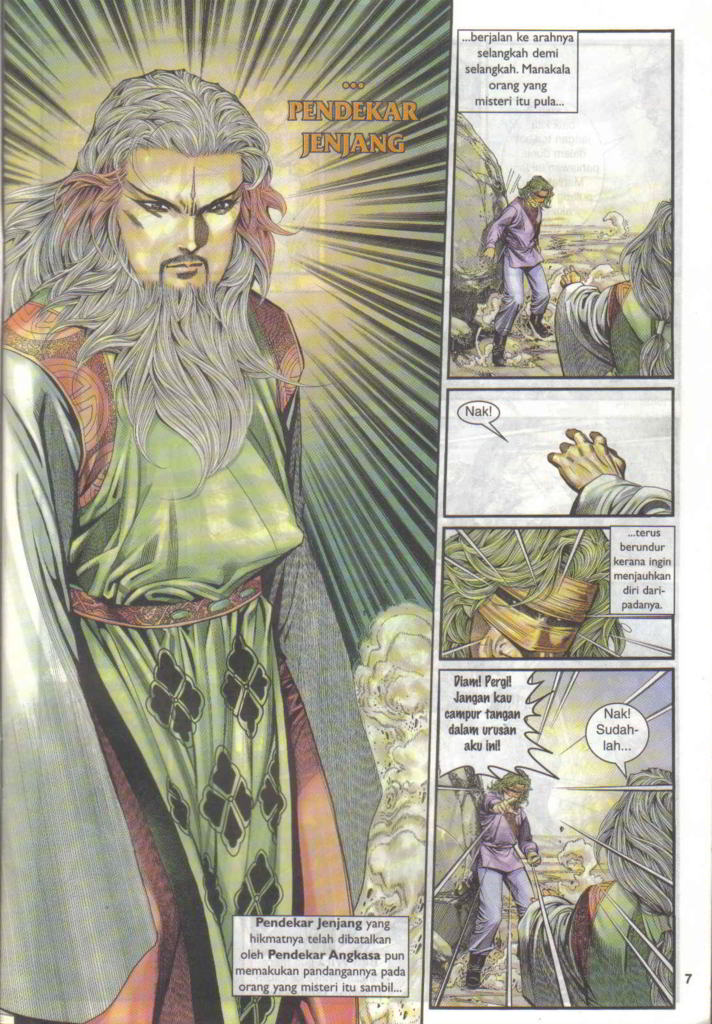 ...
PENDEKAR
JENJANG
Pendekar Jenjang yang
hikmatnya telah dibatalkan
oleh Pendekar Angkasa pun
memakukan pandangannya pada
orang yang misteri itu sambil...
...berjalan ke arahnya
selangkah demi
selangkah. Manakala
orang yang
misteri itu pula...
Nak!
...terus
berundur
kerana ingin
menjauhkan
diri dari-
padanya.
Diam! Pergi!
Jangan kau
campur tangan
dalam urusan
aku ini!
Nak!
Sudah-
lah...
7